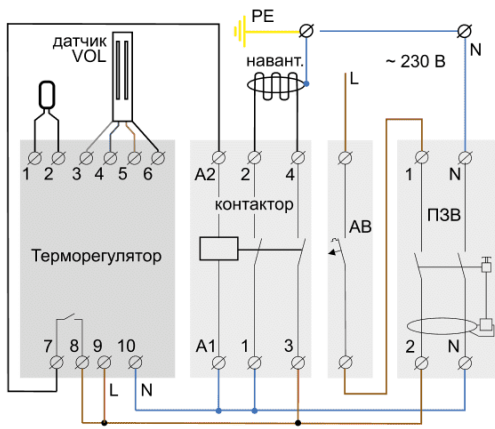 PE
датчик
VOL
навант.
~ 230 В
N
L
1 2 3 4 5 6
A2 2 4
1 N
контактор
АВ
ПЗВ
Терморегулятор
7 8 9 10
A1 1 3
2 N
L N